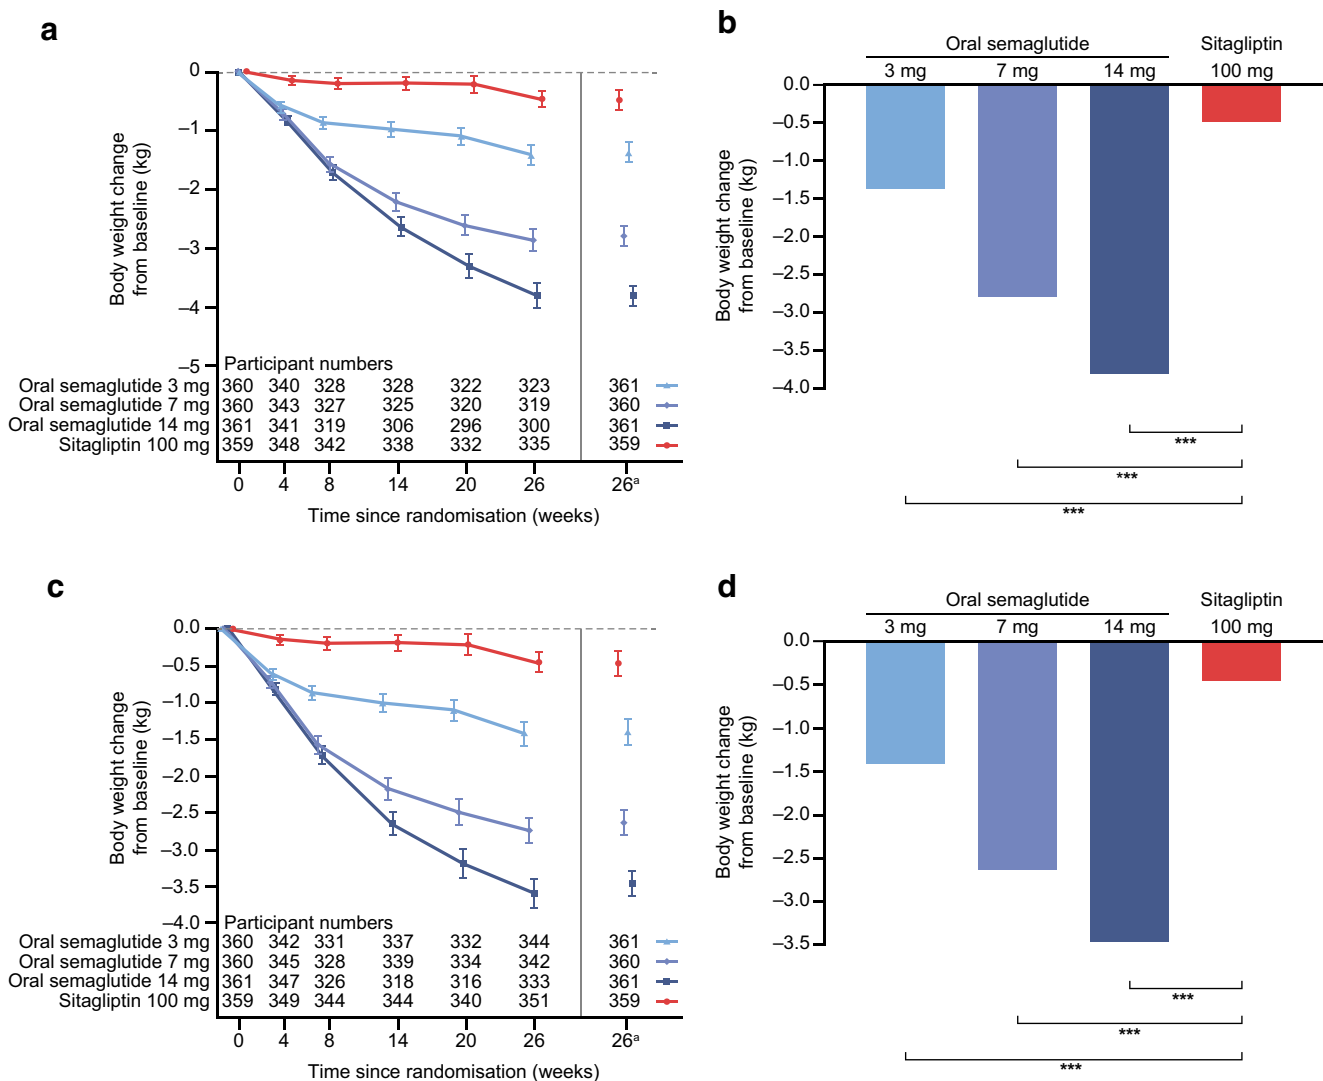 a
0
–1
–2
–3
–4
–5
Body weight change
from baseline (kg)
Participant numbers
Oral semaglutide 3 mg 360 340 328 328 322 323 361
Oral semaglutide 7 mg 360 343 327 325 320 319 360
Oral semaglutide 14 mg 361 341 319 306 296 300 361
Sitagliptin 100 mg 359 348 342 338 332 335 359
0 4 8 14 20 26 26a
Time since randomisation (weeks)
b
Oral semaglutide Sitagliptin
3 mg 7 mg 14 mg 100 mg
0.0
–0.5
–1.0
–1.5
–2.0
–2.5
–3.0
–3.5
–4.0
Body weight change
from baseline (kg)
***
***
***
c
0.0
–0.5
–1.0
–1.5
–2.0
–2.5
–3.0
–3.5
–4.0
Body weight change
from baseline (kg)
Participant numbers
Oral semaglutide 3 mg 360 342 331 337 332 344 361
Oral semaglutide 7 mg 360 345 328 339 334 342 360
Oral semaglutide 14 mg 361 347 326 318 316 333 361
Sitagliptin 100 mg 359 349 344 344 340 351 359
0 4 8 14 20 26 26a
Time since randomisation (weeks)
d
Oral semaglutide Sitagliptin
3 mg 7 mg 14 mg 100 mg
0.0
–0.5
–1.0
–1.5
–2.0
–2.5
–3.0
–3.5
Body weight change
from baseline (kg)
***
***
***